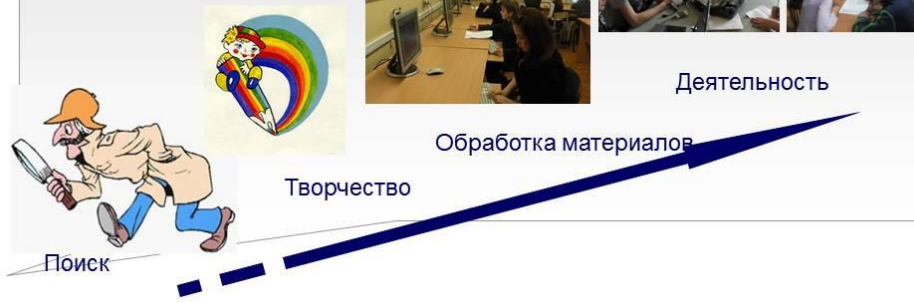 Деятельность
Обработка материалов
Творчество
Поиск